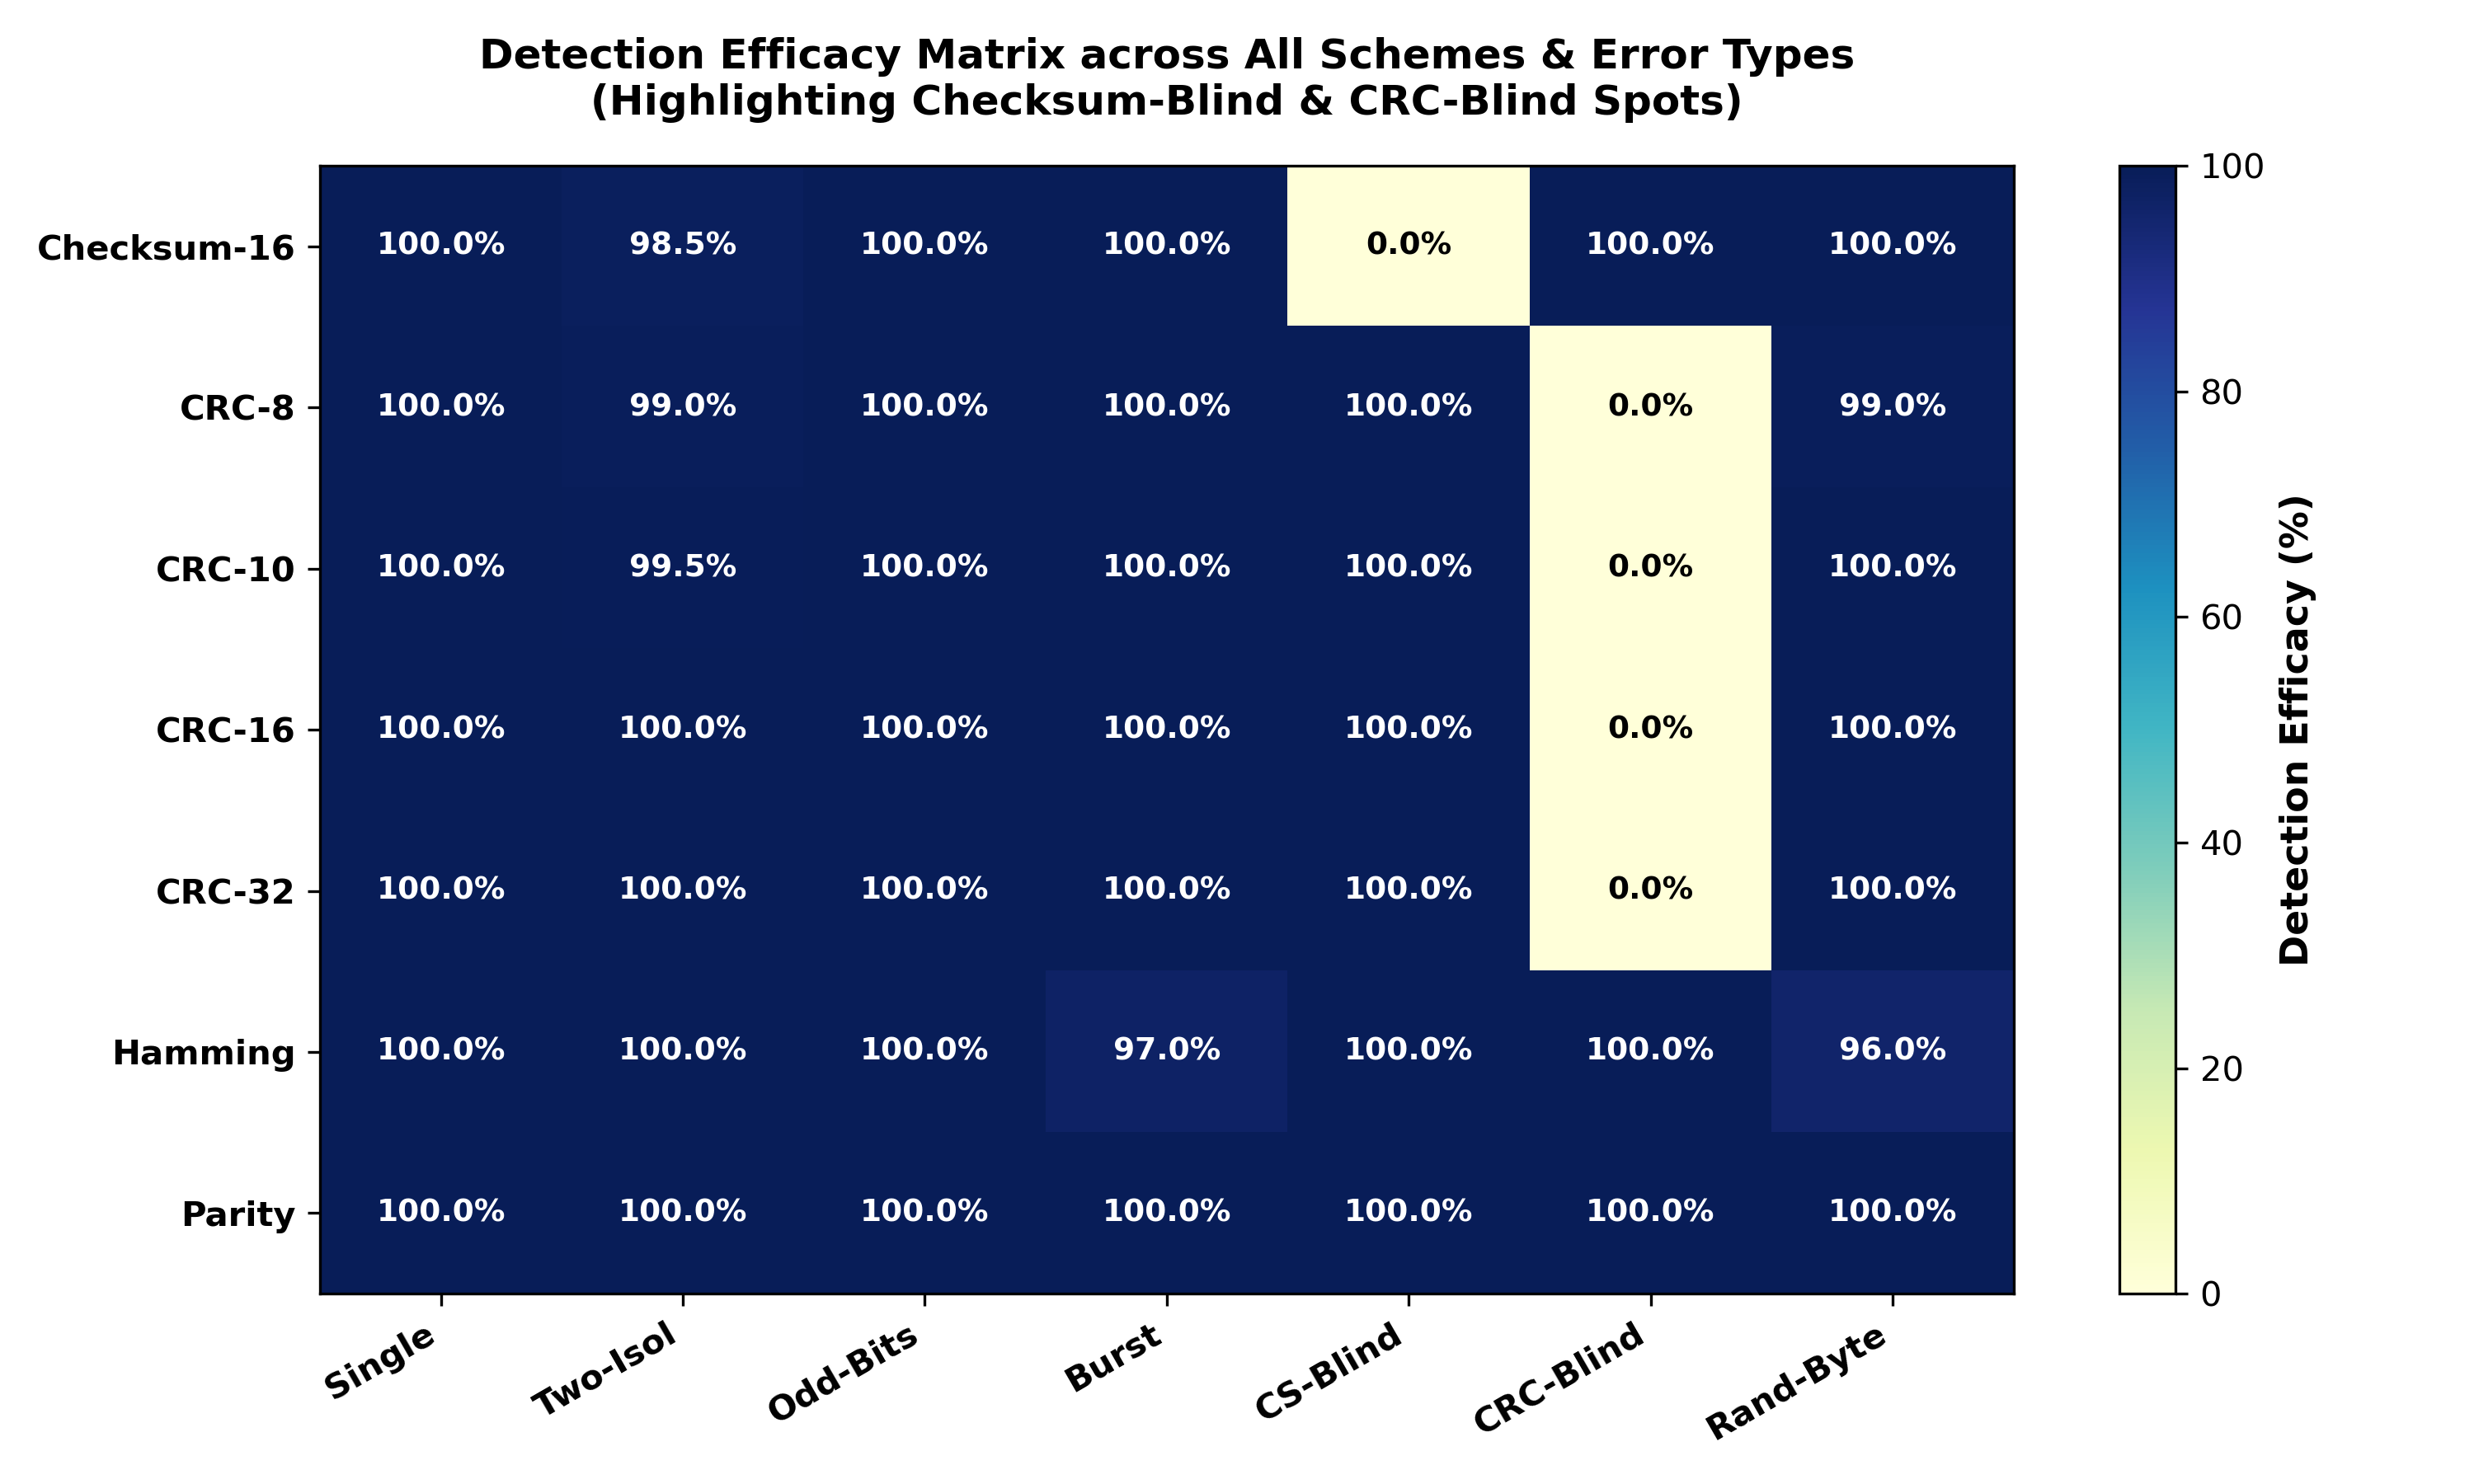 Detection Efficacy Matrix across All Schemes & Error Types
(Highlighting Checksum-Blind & CRC-Blind Spots)
Checksum-16 100.0% 98.5% 100.0% 100.0% 0.0% 100.0% 100.0%
CRC-8 100.0% 99.0% 100.0% 100.0% 100.0% 0.0% 99.0%
CRC-10 100.0% 99.5% 100.0% 100.0% 100.0% 0.0% 100.0%
CRC-16 100.0% 100.0% 100.0% 100.0% 100.0% 0.0% 100.0%
CRC-32 100.0% 100.0% 100.0% 100.0% 100.0% 0.0% 100.0%
Hamming 100.0% 100.0% 100.0% 97.0% 100.0% 100.0% 96.0%
Parity 100.0% 100.0% 100.0% 100.0% 100.0% 100.0% 100.0%
Single Two-Isol Odd-Bits Burst CS-Blind CRC-Blind Rand-Byte
100
80
60
40
20
0
Detection Efficacy (%)